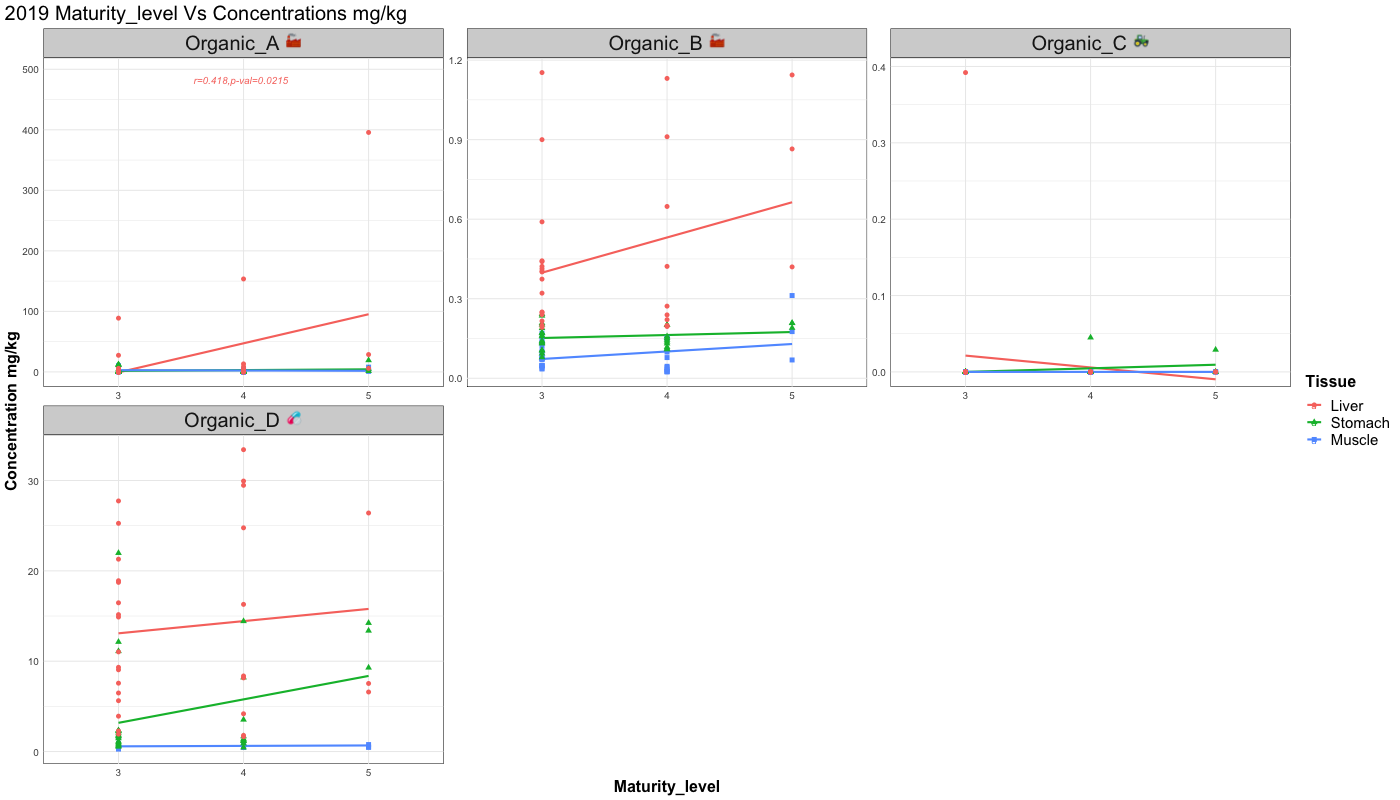 2019 Maturity_level Vs Concentrations mg/kg
Organic_A 🏭
Organic_B 🏭
Organic_C 🚜
r=0.418,p-val=0.0215
500
400
300
200
100
0
3 4 5
1.2
0.9
0.6
0.3
0.0
3 4 5
0.4
0.3
0.2
0.1
0.0
3 4 5
Organic_D 💊
30
20
10
0
3 4 5
Concentration mg/kg
Maturity_level
Tissue
Liver
Stomach
Muscle